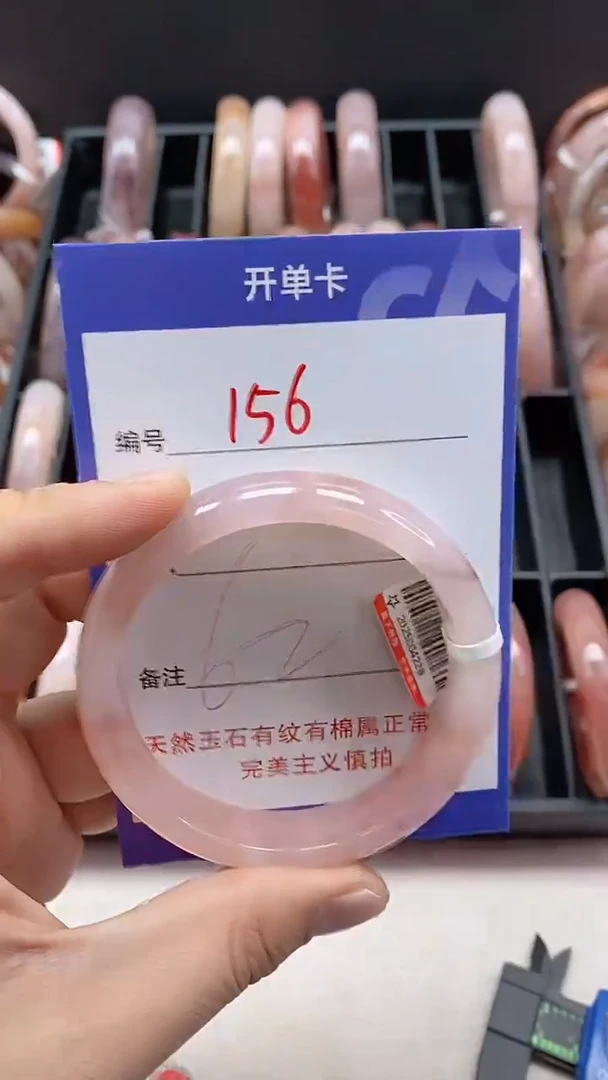 开单卡
编号 156
62
备注
天然玉石有纹有棉属正常
完美主义慎拍